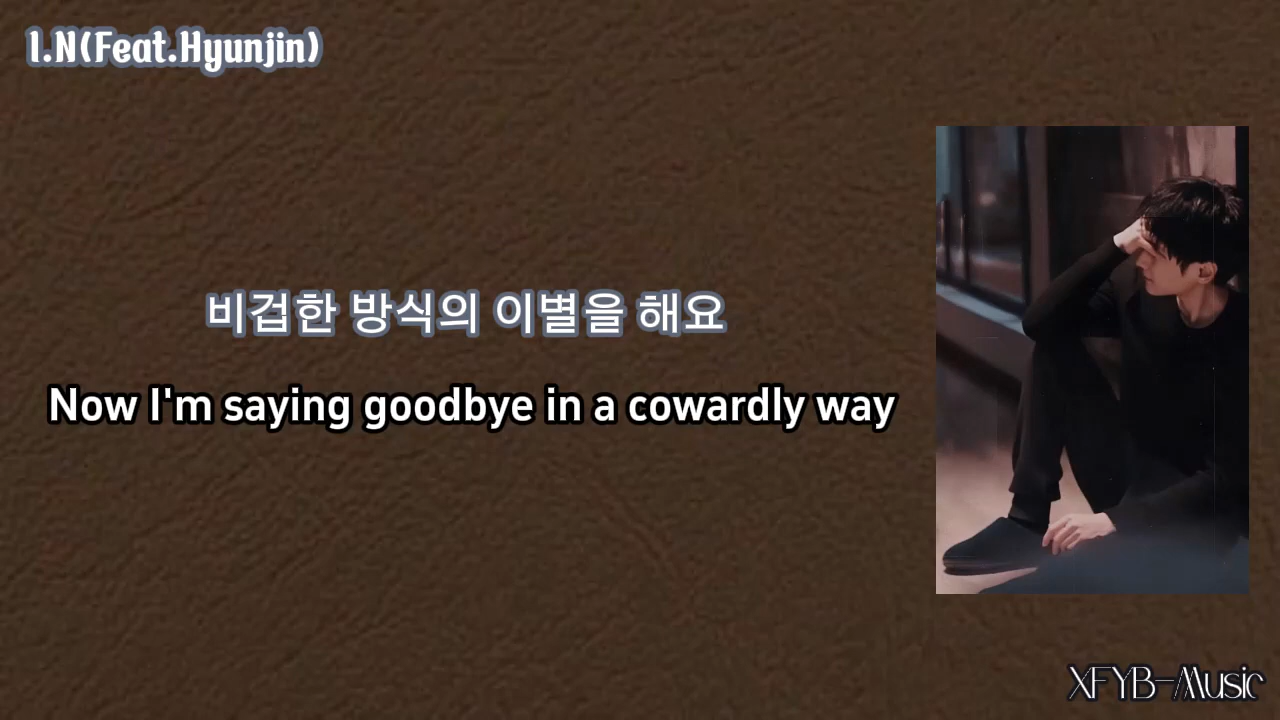 I.N(Feat.Hyunjin)
비겁한 방식의 이별을 해요
Now I'm saying goodbye in a cowardly way
XFYB-Music